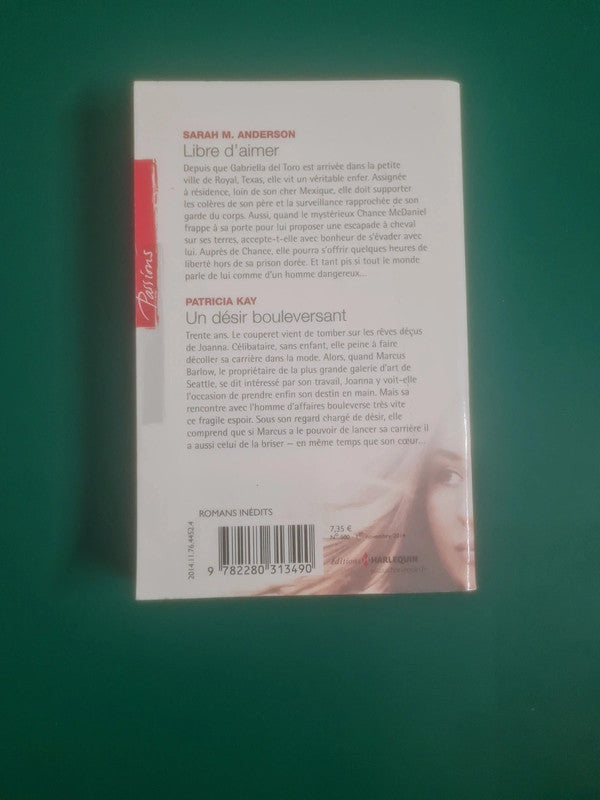 SARAH M. ANDERSON
Libre d'aimer
Depuis que Gabriella del Toro est arrivée dans la petite
ville de Royal, Texas, elle vit un véritable enfer. Assignée
à résidence, loin de son cher Mexique, elle doit supporter
les colères de son père et la surveillance rapprochée de son
garde du corps. Aussi, quand le mystérieux Chance McDaniel
frappe à sa porte pour lui proposer une escapade à cheval
sur ses terres, accepte-t-elle avec bonheur de s'évader avec
lui. Auprès de Chance, elle pourra s'offrir quelques heures de
liberté hors de sa prison dorée. Et tant pis si tout le monde
parle de lui comme d'un homme dangereux...
Passions
PATRICIA KAY
Un désir bouleversant
Trente ans. Le couperet vient de tomber sur les rêves déçus
de Joanna. Célibataire, sans enfant, elle peine à faire
décoller sa carrière dans la mode. Alors, quand Marcus
Barlow, le propriétaire de la plus grande galerie d'art de
Seattle, se dit intéressé par son travail, Joanna y voit-elle
l'occasion de prendre enfin son destin en main. Mais sa
rencontre avec l'homme d'affaires bouleverse très vite
ce fragile espoir. Sous son regard chargé de désir, elle
comprend que si Marcus a le pouvoir de lancer sa carrière il
a aussi celui de la briser – en même temps que son cœur...
ROMANS INÉDITS
2014.11.76.4452.4
7,35 €
novembre 2014
9 782280 313490
Éditions HARLEQUIN